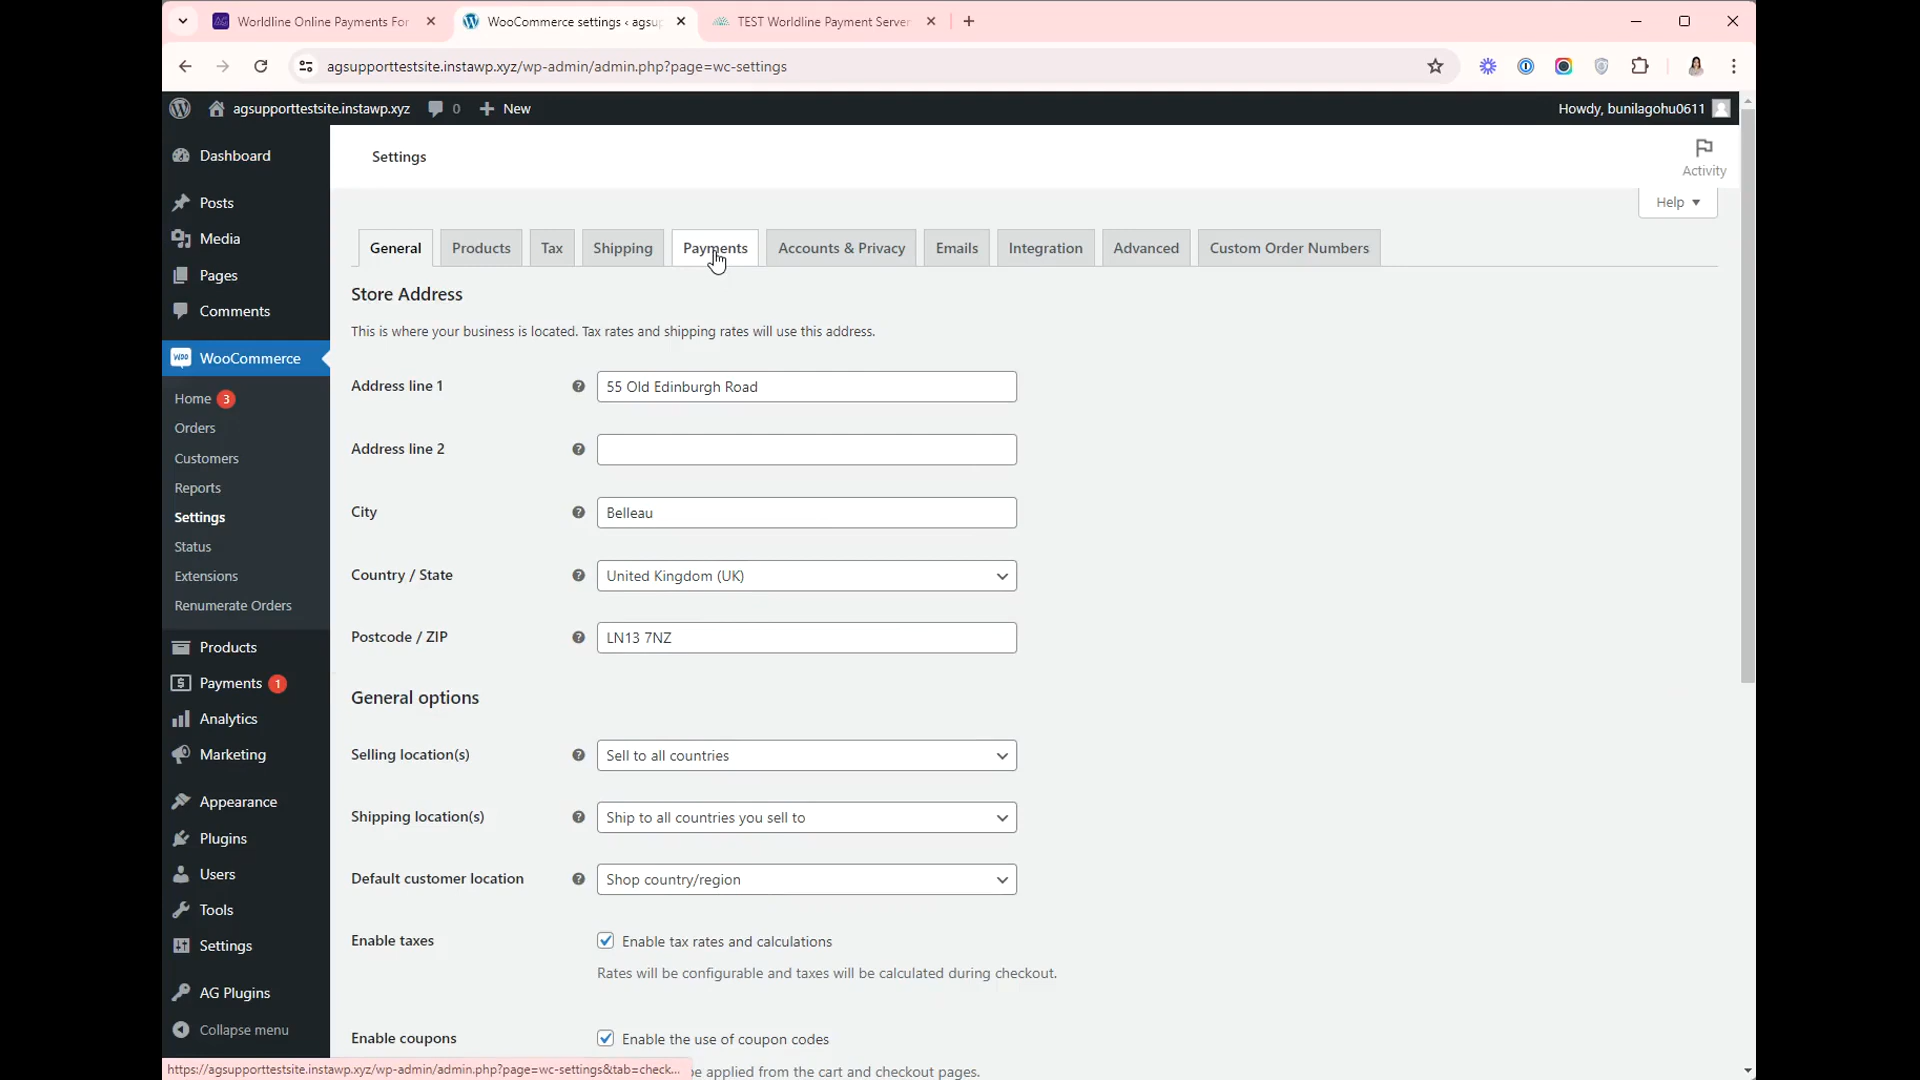 Worldline Online Payments For
WooCommerce settings ‹ agsu
TEST Worldline Payment Server
agsupporttestsite.instawp.xyz/wp-admin/admin.php?page=wc-settings
agsupporttestsite.instawp.xyz
0
New
Howdy, bunilagohu0611
Dashboard
Posts
Media
Pages
Comments
WooCommerce
Home 3
Orders
Customers
Reports
Settings
Status
Extensions
Renumerate Orders
Products
Payments 1
Analytics
Marketing
Appearance
Plugins
Users
Tools
Settings
AG Plugins
Collapse menu
Settings
Activity
Help
General
Products
Tax
Shipping
Payments
Accounts & Privacy
Emails
Integration
Advanced
Custom Order Numbers
Store Address
This is where your business is located. Tax rates and shipping rates will use this address.
Address line 1
55 Old Edinburgh Road
Address line 2
City
Belleau
Country / State
United Kingdom (UK)
Postcode / ZIP
LN13 7NZ
General options
Selling location(s)
Sell to all countries
Shipping location(s)
Ship to all countries you sell to
Default customer location
Shop country/region
Enable taxes
Enable tax rates and calculations
Rates will be configurable and taxes will be calculated during checkout.
Enable coupons
Enable the use of coupon codes
be applied from the cart and checkout pages.
https://agsupporttestsite.instawp.xyz/wp-admin/admin.php?page=wc-settings&tab=check...